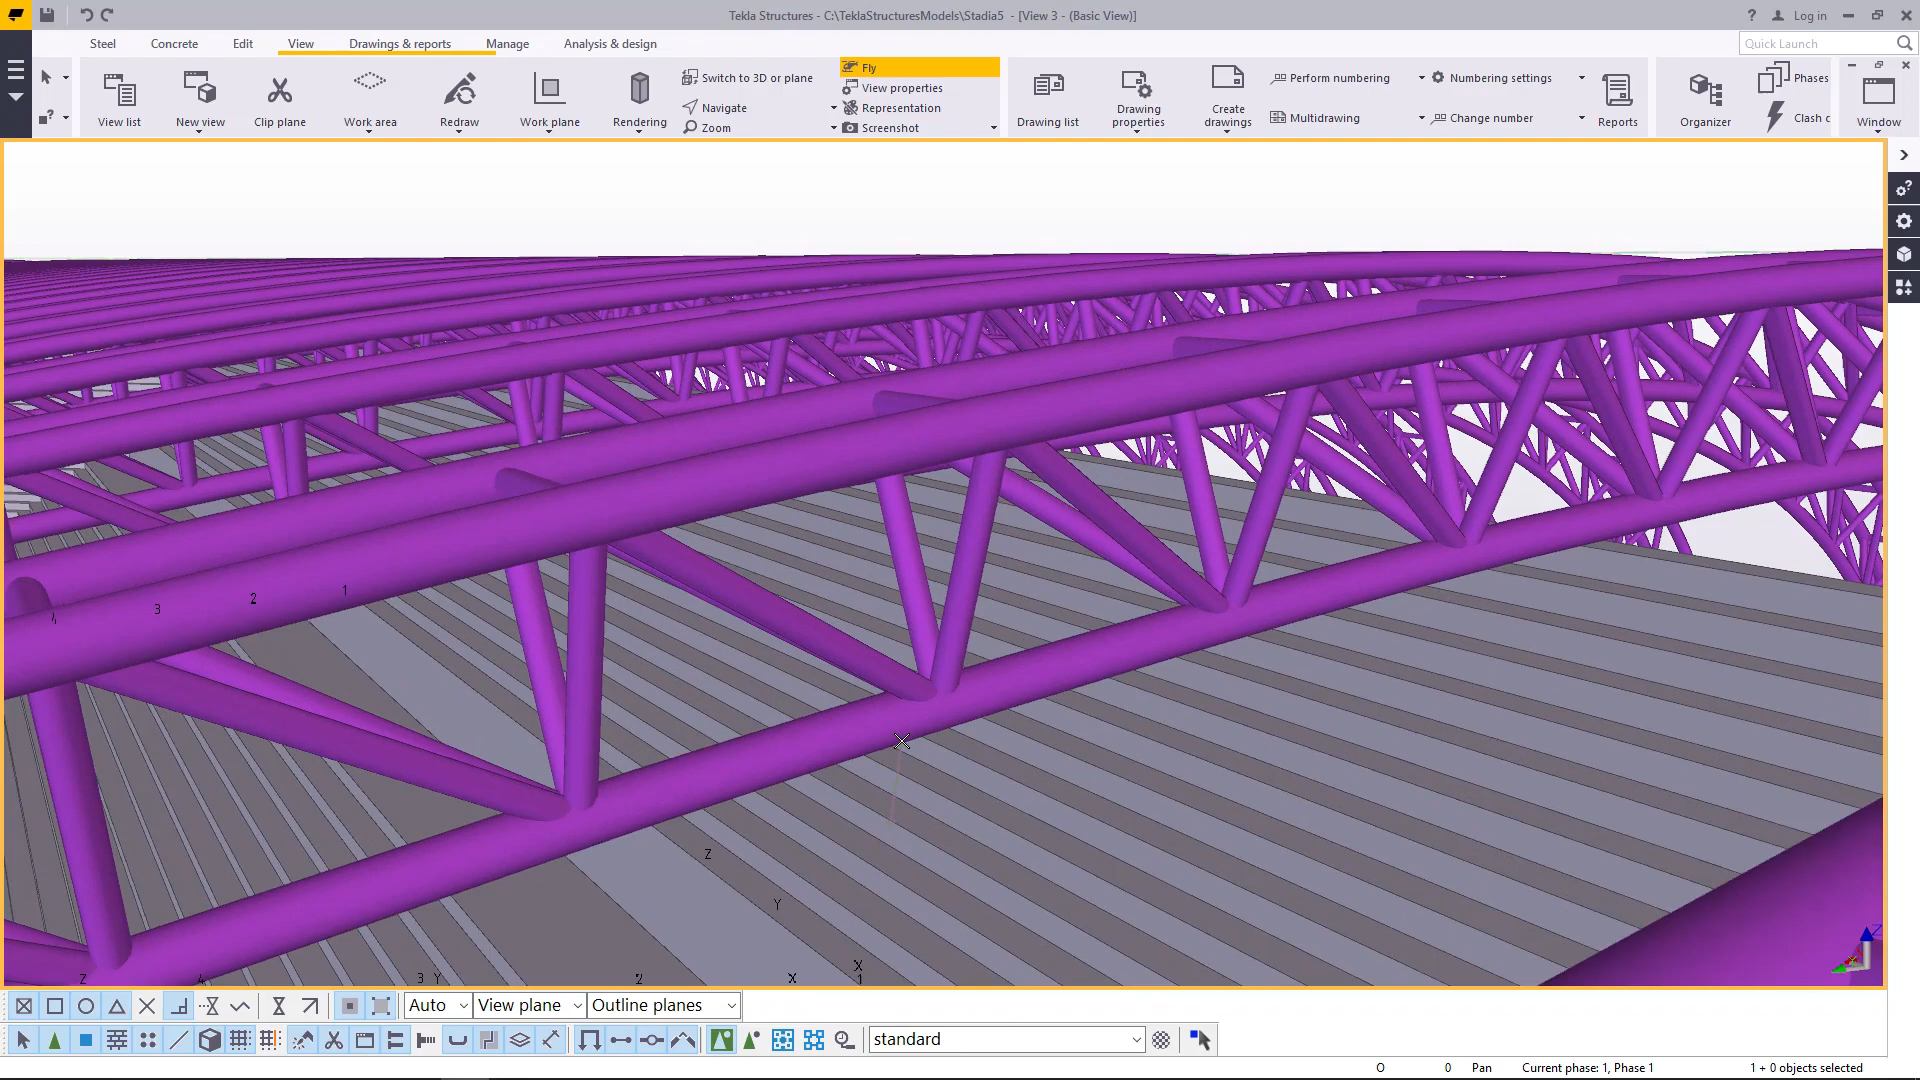 Tekla Structures - C:\TeklaStructuresModels\Stadia5 - [View 3 - (Basic View)]
? Log in
Steel Concrete Edit View Drawings & reports Manage Analysis & design
Quick Launch
View list
New view
Clip plane
Work area
Redraw
Work plane
Rendering
Switch to 3D or plane
Navigate
Zoom
Fly
View properties
Representation
Screenshot
Drawing list
Drawing properties
Create drawings
Perform numbering
Multidrawing
Numbering settings
Change number
Reports
Organizer
Phases
Clash c
Window
4 3 2 1
Z
Y
X
Z 4 3 Y 2 X 1
Z
Auto View plane Outline planes
standard
O 0 Pan Current phase: 1, Phase 1 1 + 0 objects selected